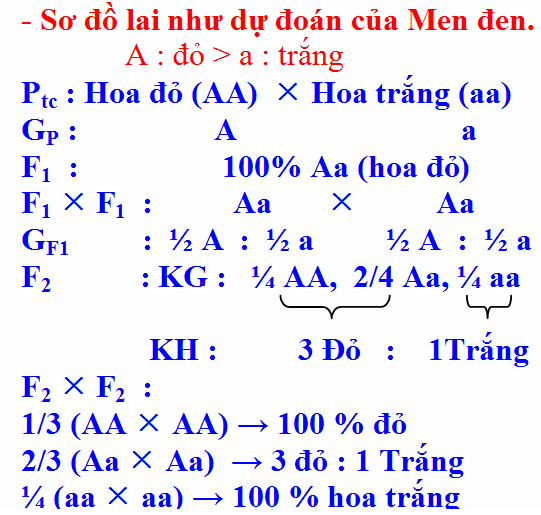 - Sơ đồ lai như dự đoán của Men đen.
A : đỏ > a : trắng
Ptc : Hoa đỏ (AA) × Hoa trắng (aa)
GP : A a
F1 : 100% Aa (hoa đỏ)
F1 × F1 : Aa × Aa
GF1 : ½ A : ½ a ½ A : ½ a
F2 : KG : ¼ AA, 2/4 Aa, ¼ aa
KH : 3 Đỏ : 1Trắng
F2 × F2 :
1/3 (AA × AA) → 100 % đỏ
2/3 (Aa × Aa) → 3 đỏ : 1 Trắng
¼ (aa × aa) → 100 % hoa trắng